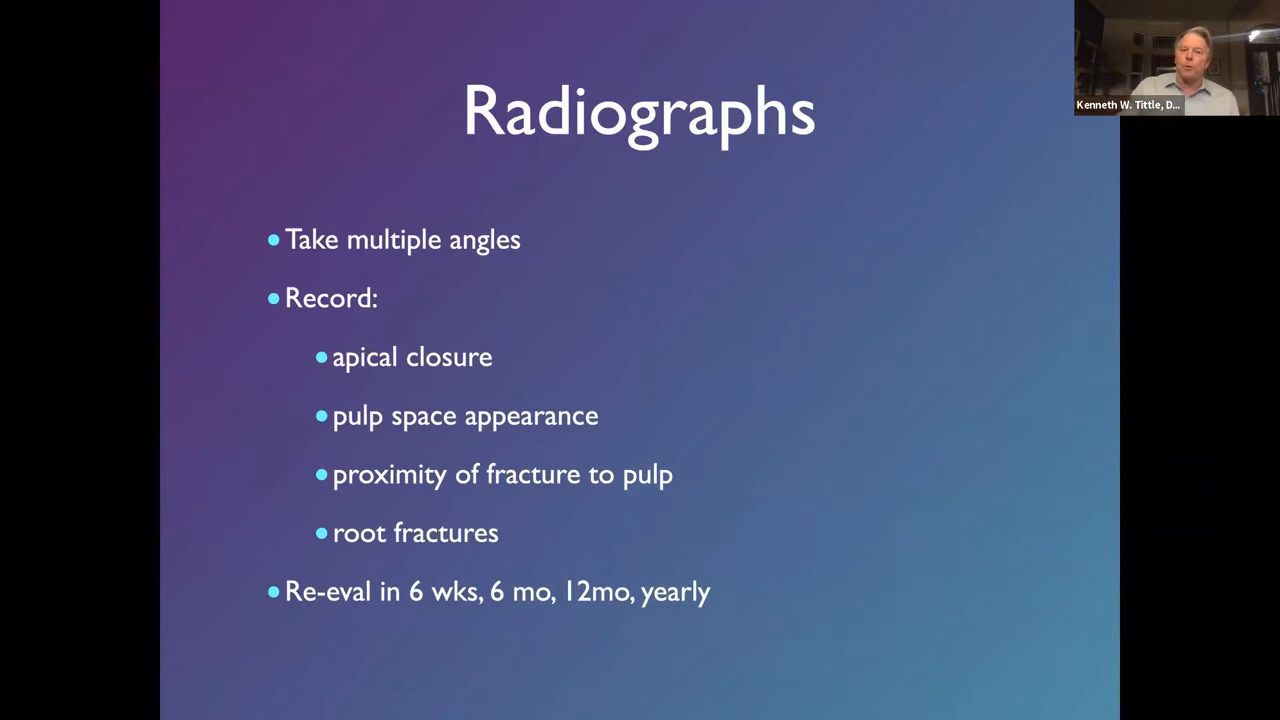 Radiographs
Kenneth W. Tittle, D...
• Take multiple angles
• Record:
• apical closure
• pulp space appearance
• proximity of fracture to pulp
• root fractures
• Re-eval in 6 wks, 6 mo, 12mo, yearly